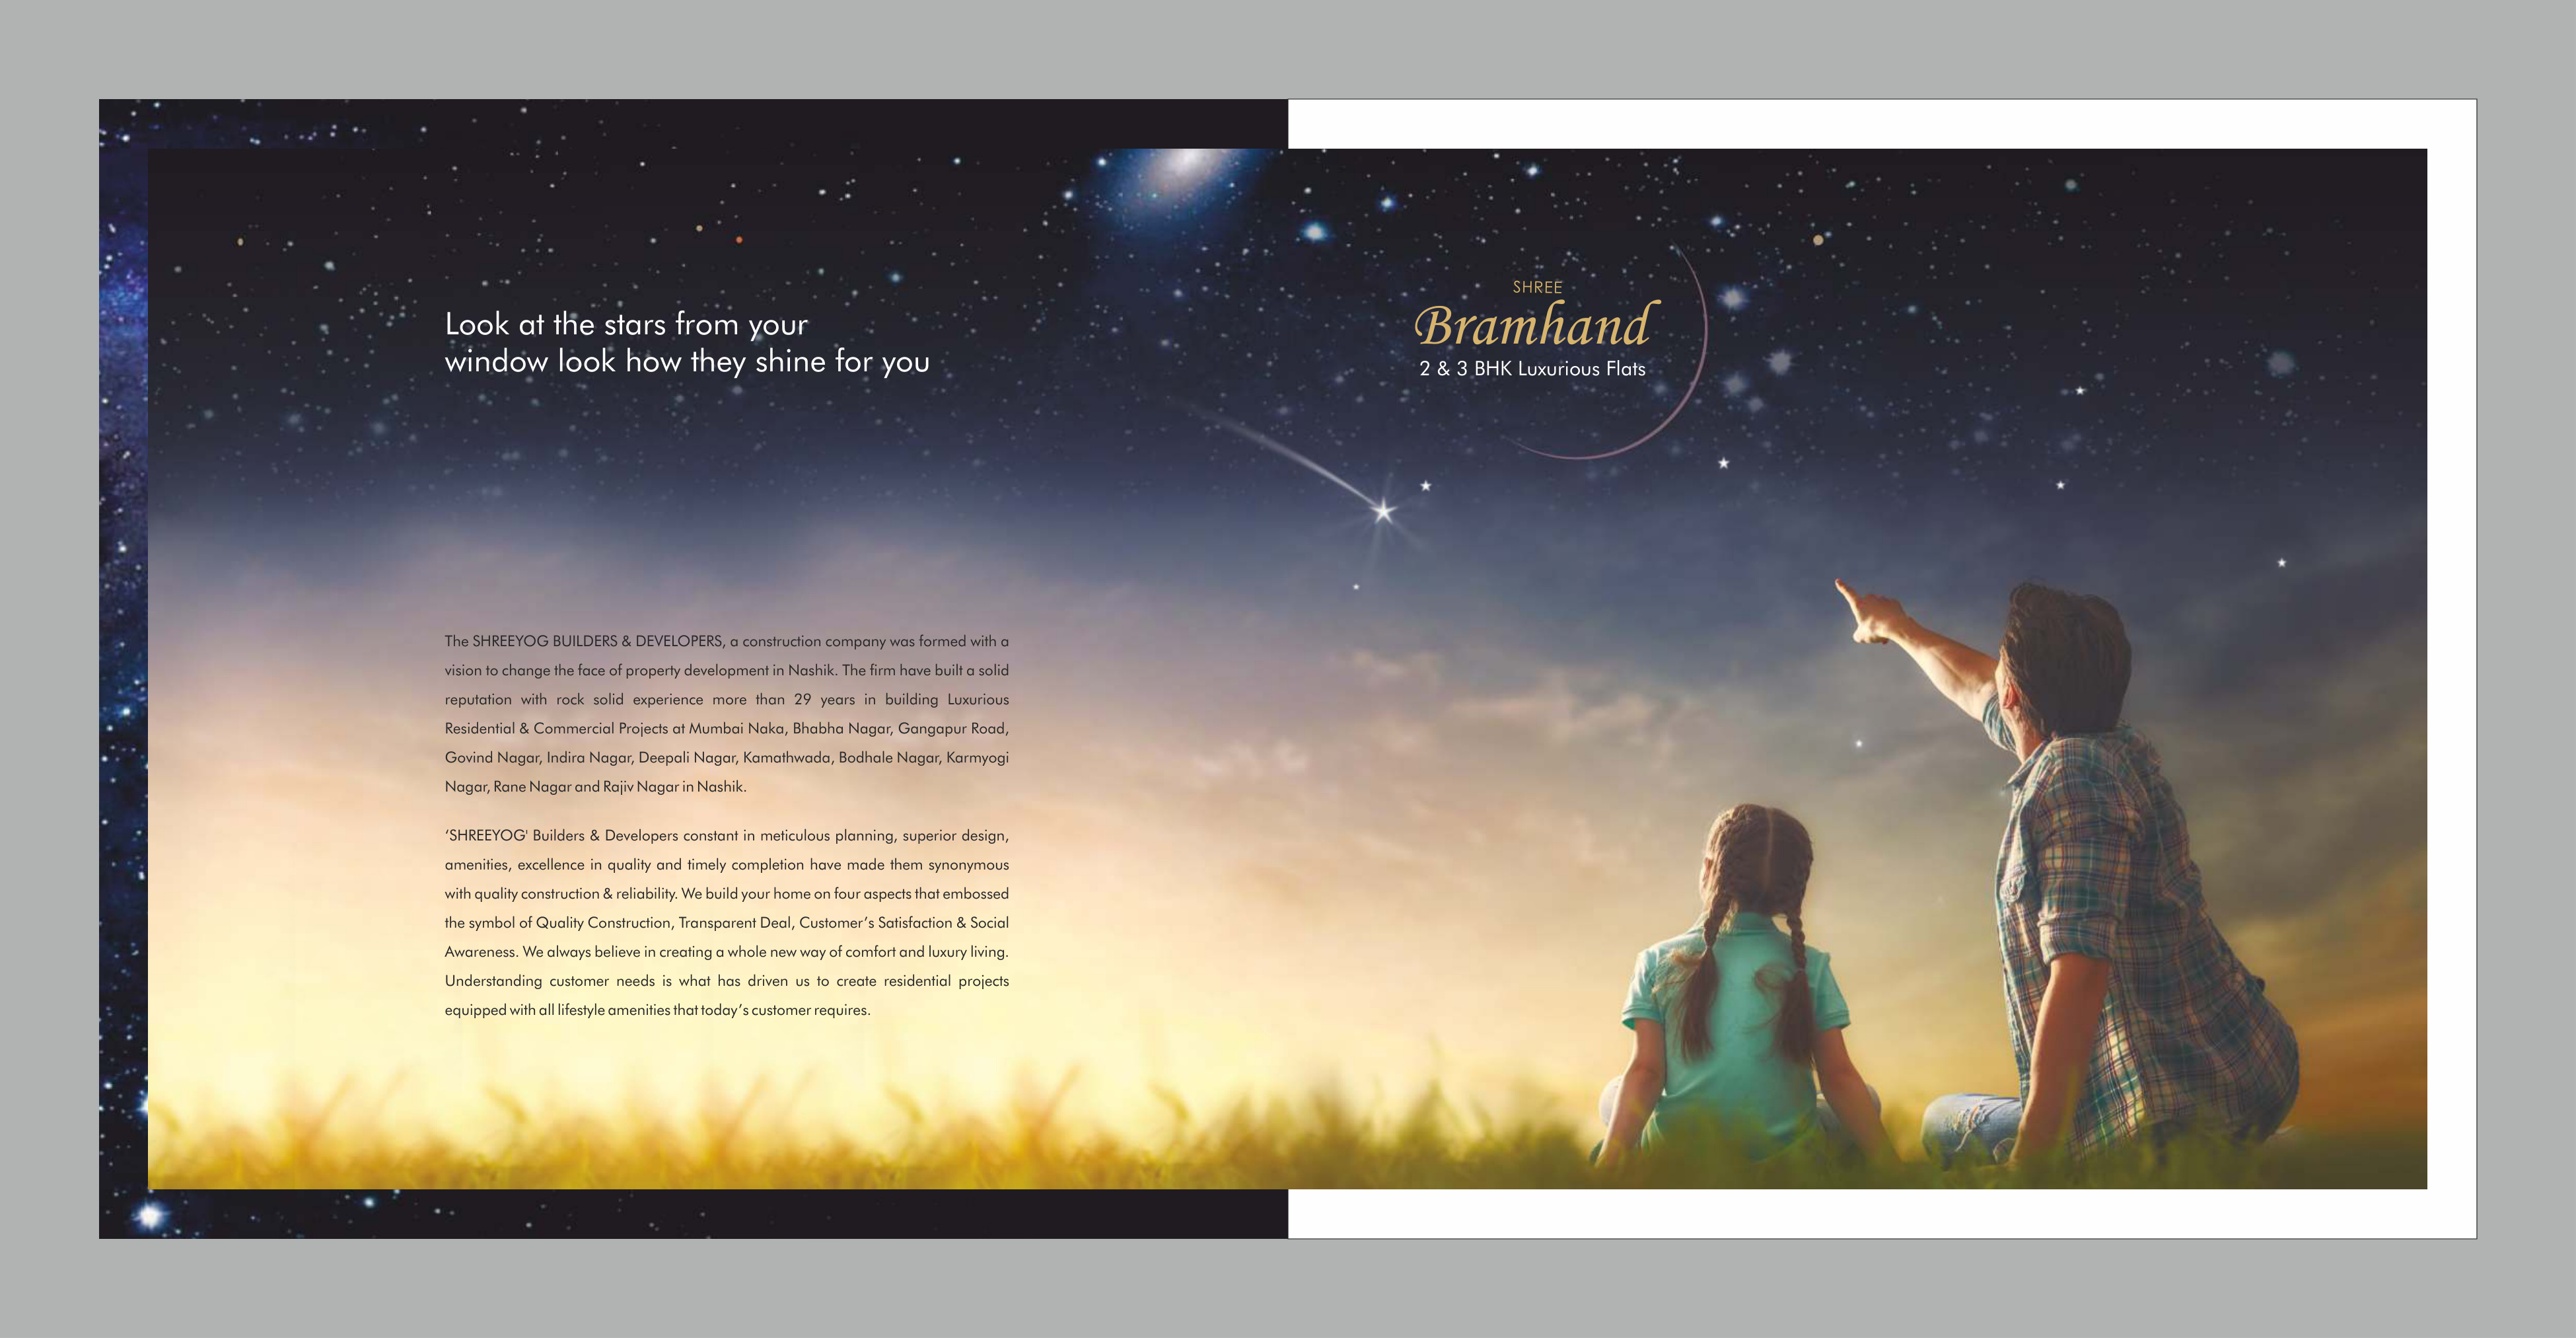 Look at the stars from your
window look how they shine for you
The SHREEYOG BUILDERS & DEVELOPERS, a construction company was formed with a
vision to change the face of property development in Nashik. The firm have built a solid
reputation with rock solid experience more than 29 years in building Luxurious
Residential & Commercial Projects at Mumbai Naka, Bhabha Nagar, Gangapur Road,
Govind Nagar, Indira Nagar, Deepali Nagar, Kamathwada, Bodhale Nagar, Karmyogi
Nagar, Rane Nagar and Rajiv Nagar in Nashik.
‘SHREEYOG' Builders & Developers constant in meticulous planning, superior design,
amenities, excellence in quality and timely completion have made them synonymous
with quality construction & reliability. We build your home on four aspects that embossed
the symbol of Quality Construction, Transparent Deal, Customer’s Satisfaction & Social
Awareness. We always believe in creating a whole new way of comfort and luxury living.
Understanding customer needs is what has driven us to create residential projects
equipped with all lifestyle amenities that today’s customer requires.
SHREE
Bramhand
2 & 3 BHK Luxurious Flats